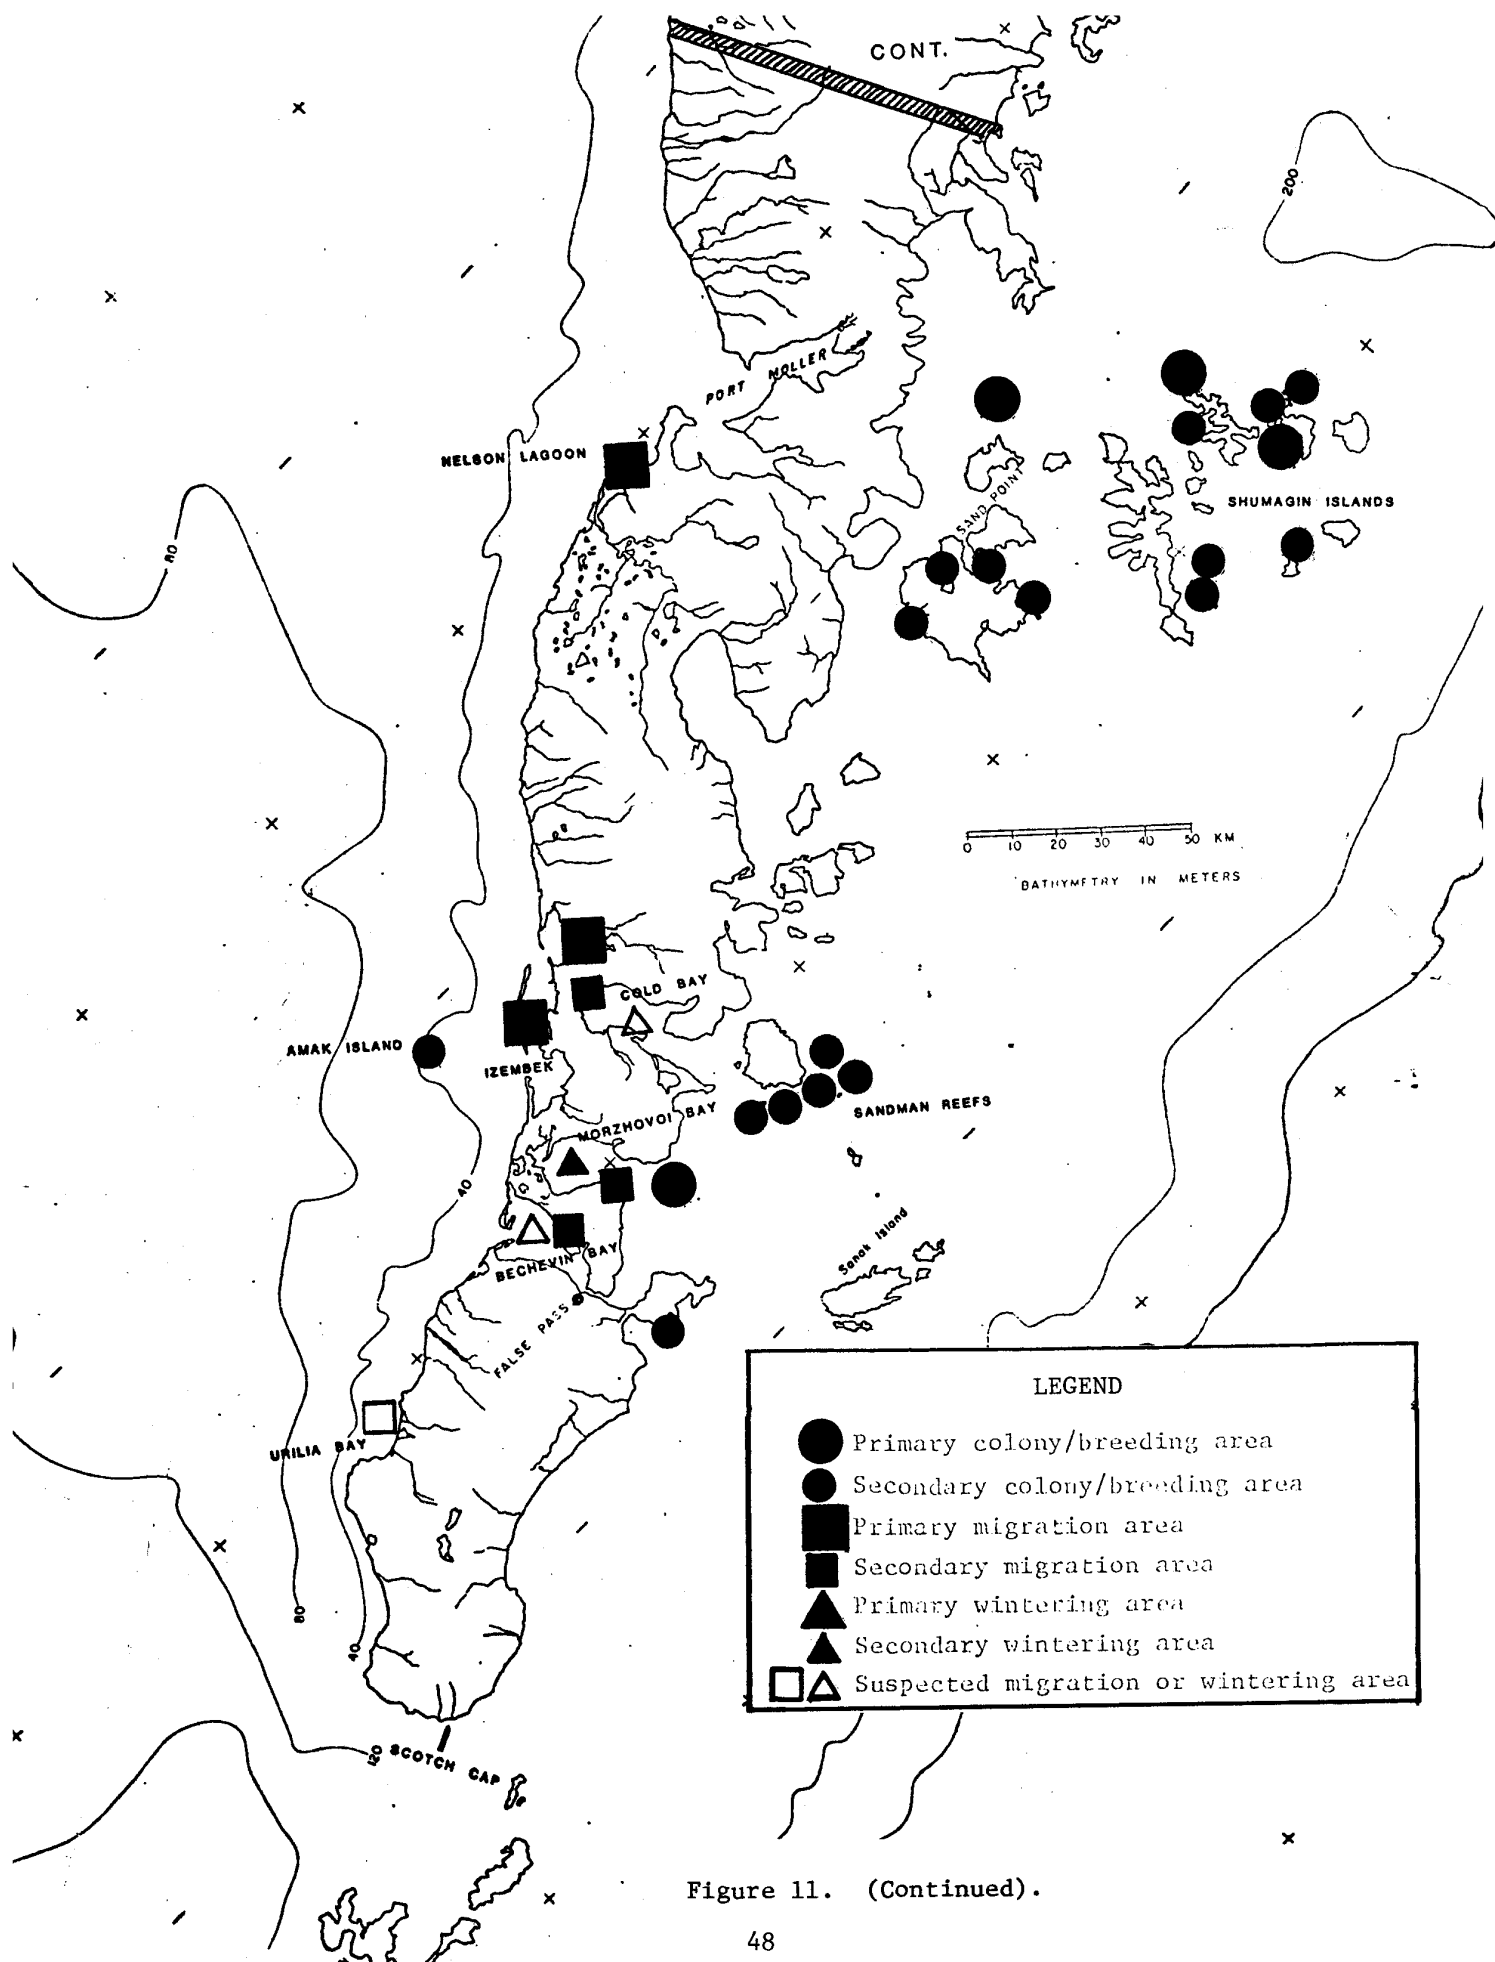 CONT.
200
PORT MOLLER
NELSON LAGOON
SAND POINT
SHUMAGIN ISLANDS
80
0 10 20 30 40 50 KM
BATHYMETRY IN METERS
COLD BAY
AMAK ISLAND
IZEMBEK
SANDMAN REEFS
MORZHOVOI BAY
40
Sanak Island
BECHEVIN BAY
FALSE PASS
URILIA BAY
LEGEND
Primary colony/breeding area
Secondary colony/breeding area
Primary migration area
Secondary migration area
Primary wintering area
Secondary wintering area
Suspected migration or wintering area
80
40
120
SCOTCH CAP
Figure 11. (Continued).
48